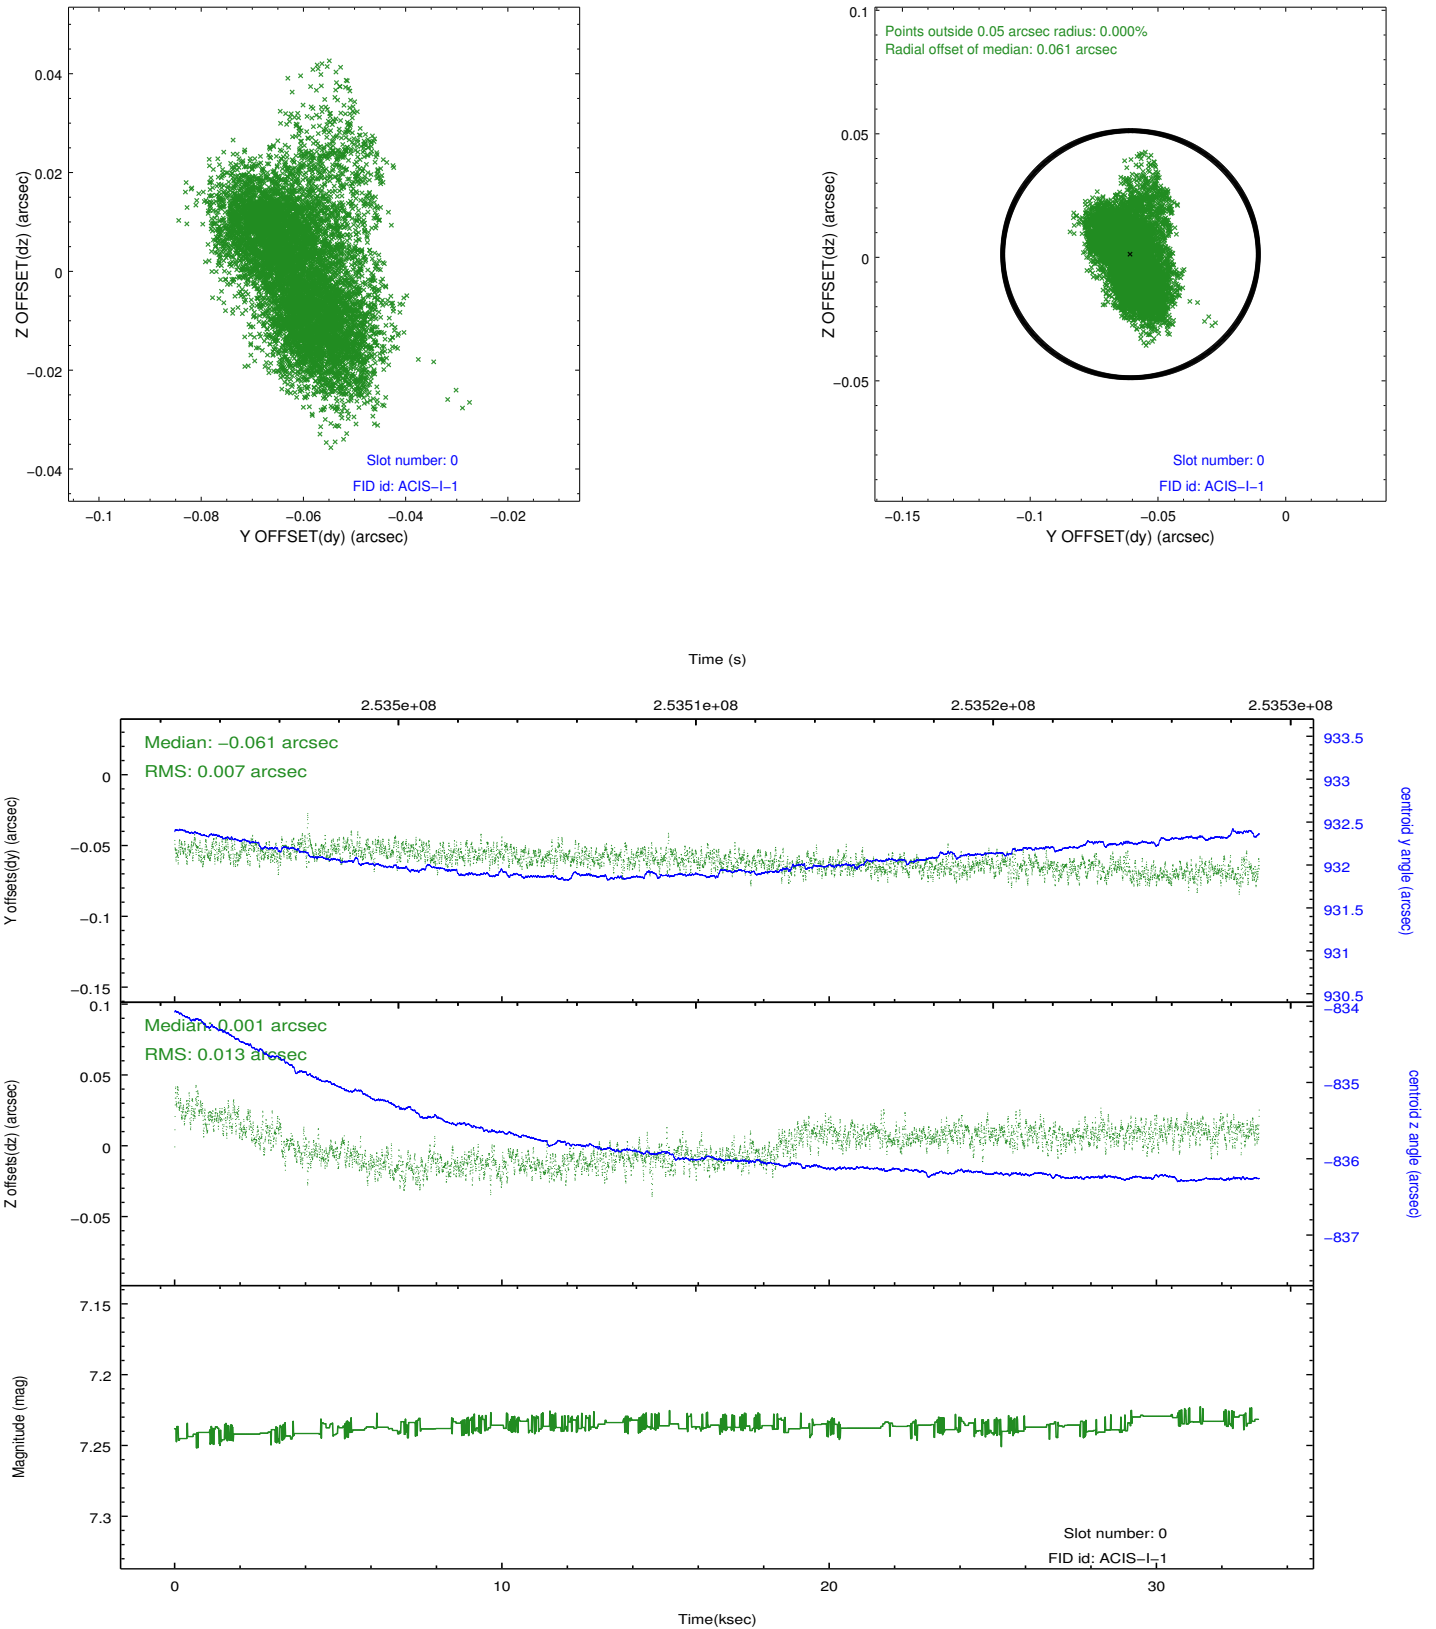 0.04
0.02
0
−0.02
−0.04
Z OFFSET(dz) (arcsec)
Slot number: 0
FID id: ACIS−I−1
−0.1
−0.08
−0.06
−0.04
−0.02
Y OFFSET(dy) (arcsec)
Points outside 0.05 arcsec radius: 0.000%
Radial offset of median: 0.061 arcsec
0.1
0.05
0
−0.05
Z OFFSET(dz) (arcsec)
Slot number: 0
FID id: ACIS−I−1
−0.15
−0.1
−0.05
0
Y OFFSET(dy) (arcsec)
Time (s)
2.535e+08
2.5351e+08
2.5352e+08
2.5353e+08
Median: −0.061 arcsec
RMS: 0.007 arcsec
0
−0.05
−0.1
−0.15
Y offsets(dy) (arcsec)
933.5
933
932.5
932
931.5
931
930.5
centroid y angle (arcsec)
Median: 0.001 arcsec
RMS: 0.013 arcsec
0.1
0.05
0
−0.05
Z offsets(dz) (arcsec)
−834
−835
−836
−837
centroid z angle (arcsec)
7.15
7.2
7.25
7.3
Magnitude (mag)
Slot number: 0
FID id: ACIS−I−1
0
10
20
30
Time(ksec)